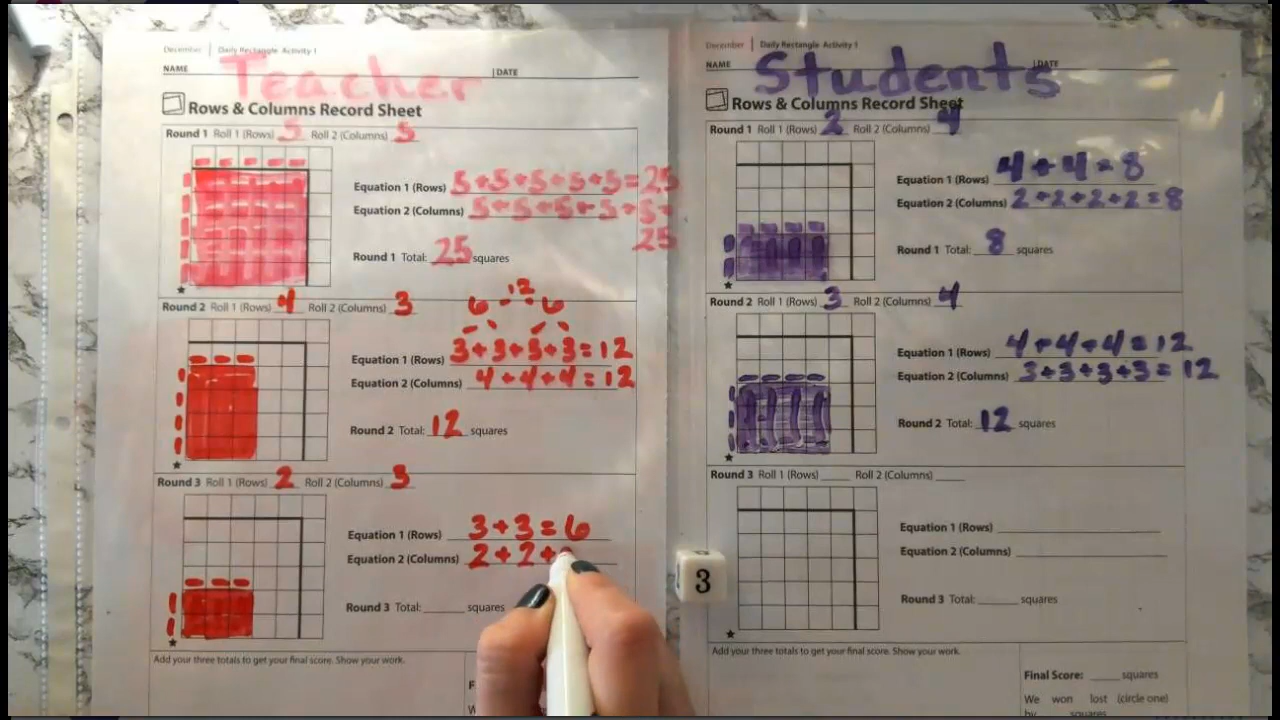 December | Daily Rectangle Activity 1
NAME Teacher | DATE
Rows & Columns Record Sheet
Round 1 Roll 1 (Rows) 5 Roll 2 (Columns) 5
Equation 1 (Rows) 5+5+5+5+5=25
Equation 2 (Columns) 5+5+5+5+5=
25
Round 1 Total: 25 squares
Round 2 Roll 1 (Rows) 4 Roll 2 (Columns) 3
12
6 6
Equation 1 (Rows) 3+3+3+3=12
Equation 2 (Columns) 4+4+4=12
Round 2 Total: 12 squares
Round 3 Roll 1 (Rows) 2 Roll 2 (Columns) 3
Equation 1 (Rows) 3+3=6
Equation 2 (Columns) 2+2+
Round 3 Total: squares
Add your three totals to get your final score. Show your work.
December | Daily Rectangle Activity 1
NAME Students | DATE
Rows & Columns Record Sheet
Round 1 Roll 1 (Rows) 2 Roll 2 (Columns) 4
Equation 1 (Rows) 4+4=8
Equation 2 (Columns) 2+2+2+2=8
Round 1 Total: 8 squares
Round 2 Roll 1 (Rows) 3 Roll 2 (Columns) 4
Equation 1 (Rows) 4+4+4=12
Equation 2 (Columns) 3+3+3+3=12
Round 2 Total: 12 squares
Round 3 Roll 1 (Rows) Roll 2 (Columns)
Equation 1 (Rows)
Equation 2 (Columns)
Round 3 Total: squares
Add your three totals to get your final score. Show your work.
Final Score: squares
We won lost (circle one)
by squares
3